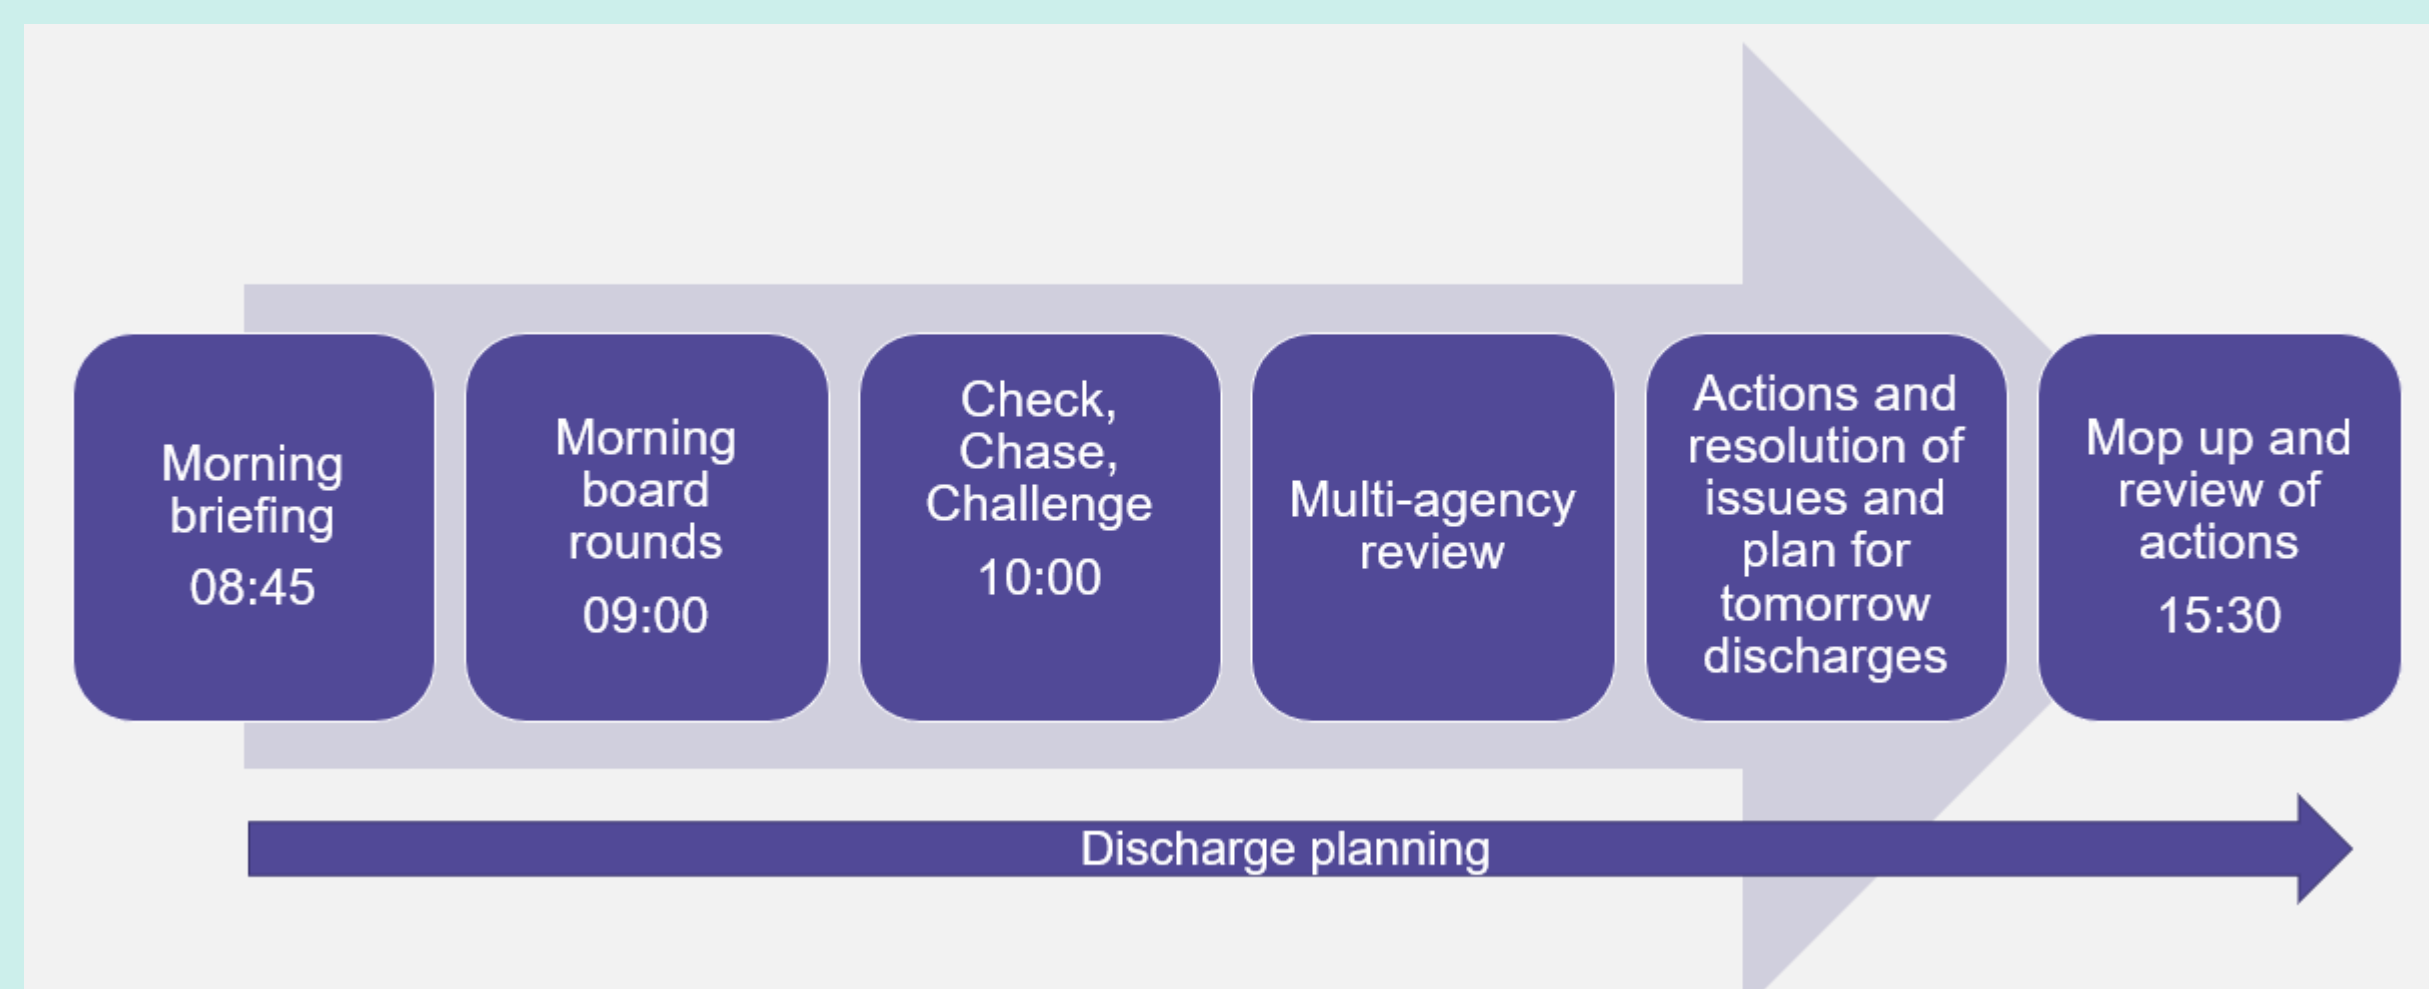 Morning
briefing
08:45
Morning
board
rounds
09:00
Check,
Chase,
Challenge
10:00
Multi-agency
review
Actions and
resolution of
issues and
plan for
tomorrow
discharges
Mop up and
review of
actions
15:30
Discharge planning